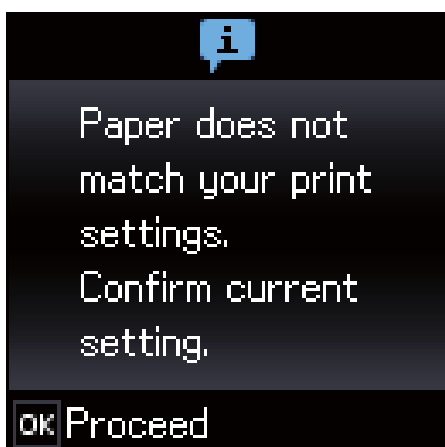 i
Paper does not
match your print
settings.
Confirm current
setting.
OK Proceed